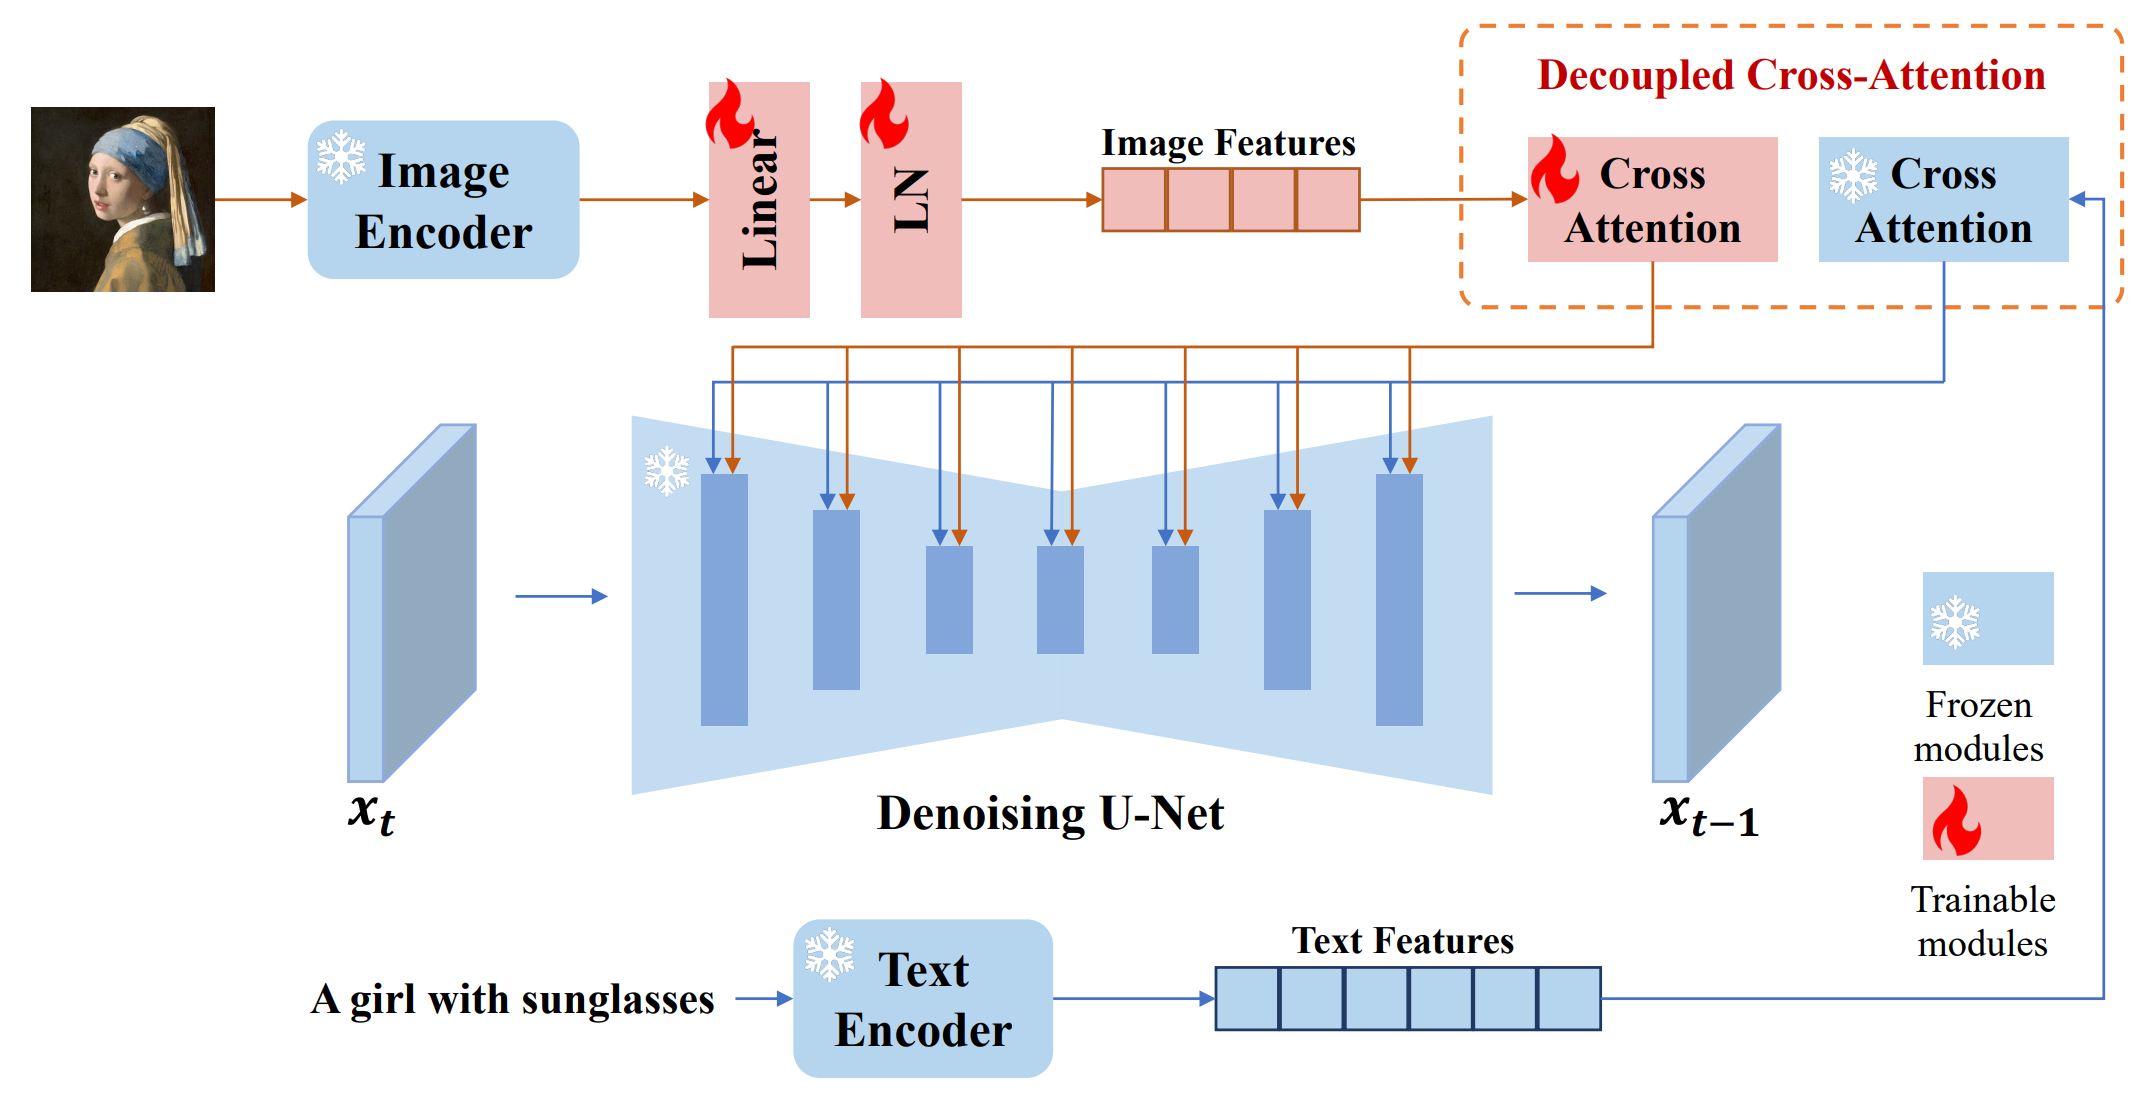 Decoupled Cross-Attention
Image
Encoder
Linear
LN
Image Features
Cross
Attention
Cross
Attention
x_t
Denoising U-Net
x_{t-1}
Frozen
modules
Trainable
modules
A girl with sunglasses
Text
Encoder
Text Features